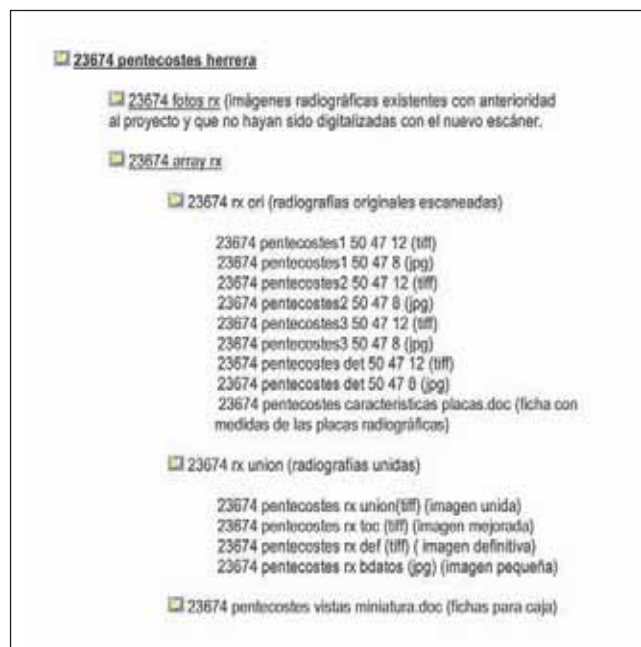 23674 pentecostes herrera
23674 fotos rx (imágenes radiográficas existentes con anterioridad
al proyecto y que no hayan sido digitalizadas con el nuevo escáner.
23674 array rx
23674 rx ori (radiografías originales escaneadas)
23674 pentecostes1 50 47 12 (tiff)
23674 pentecostes1 50 47 8 (jpg)
23674 pentecostes2 50 47 12 (tiff)
23674 pentecostes2 50 47 8 (jpg)
23674 pentecostes3 50 47 12 (tiff)
23674 pentecostes3 50 47 8 (jpg)
23674 pentecostes det 50 47 12 (tiff)
23674 pentecostes det 50 47 8 (jpg)
23674 pentecostes caracteristicas placas.doc (ficha con
medidas de las placas radiográficas)
23674 rx union (radiografías unidas)
23674 pentecostes rx union(tiff) (imagen unida)
23674 pentecostes rx toc (tiff) (imagen mejorada)
23674 pentecostes rx def (tiff) ( imagen definitiva)
23674 pentecostes rx bdatos (jpg) (imagen pequeña)
23674 pentecostes vistas miniatura.doc (fichas para caja)